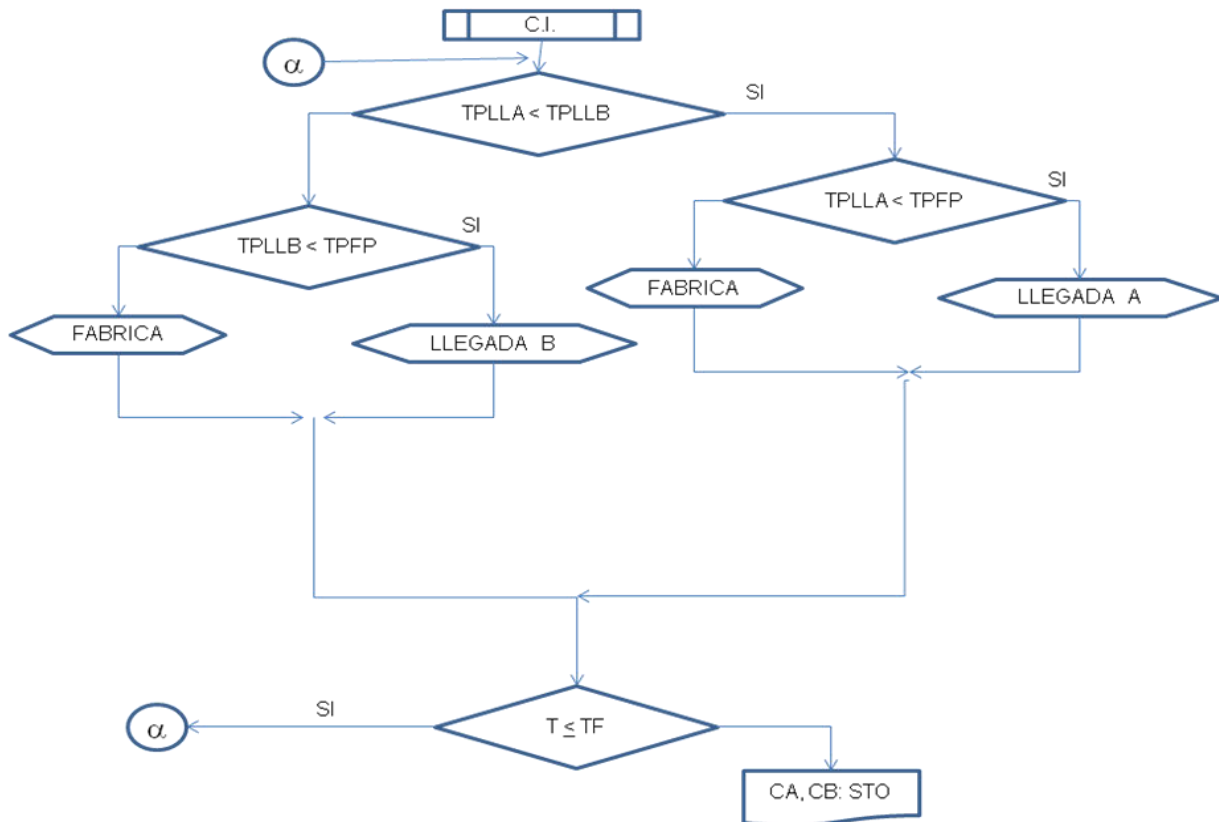 C.I.
α
TPLLA < TPLLB
SI
TPLLA < TPFP
SI
TPLLB < TPFP
SI
FABRICA
LLEGADA A
FABRICA
LLEGADA B
SI
α
T ≤ TF
CA, CB: STO